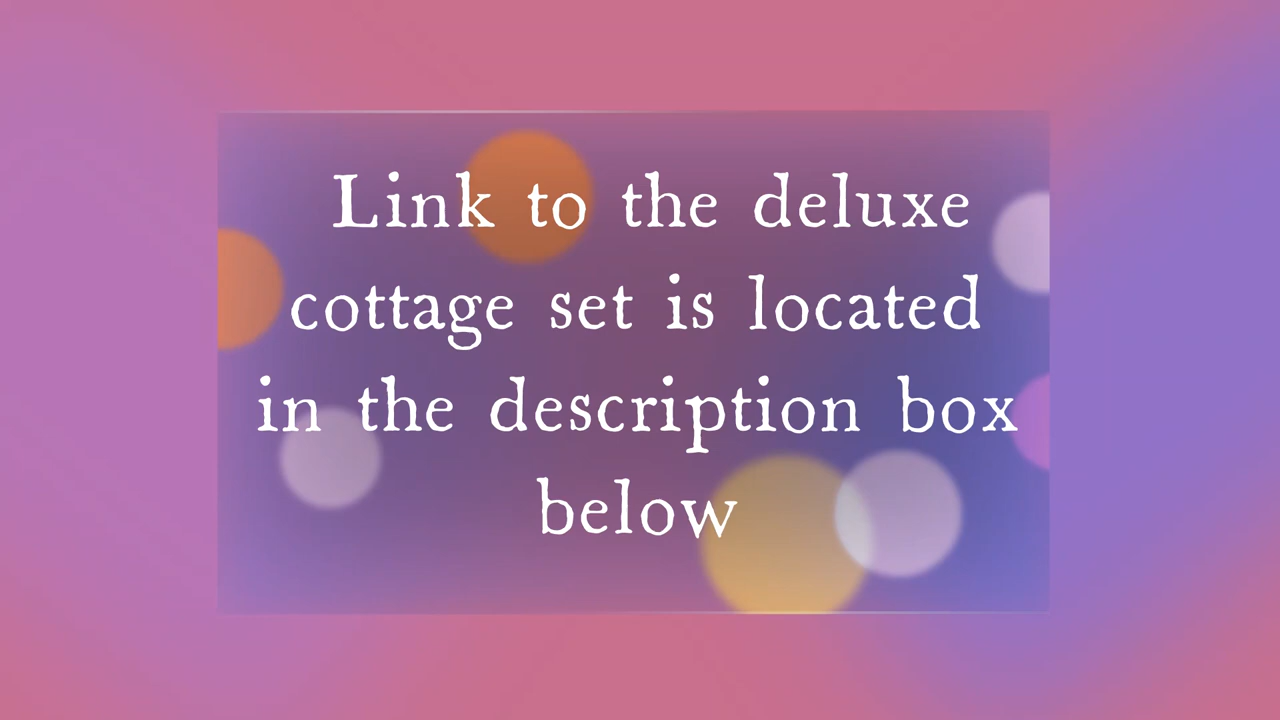 Link to the deluxe
cottage set is located
in the description box
below